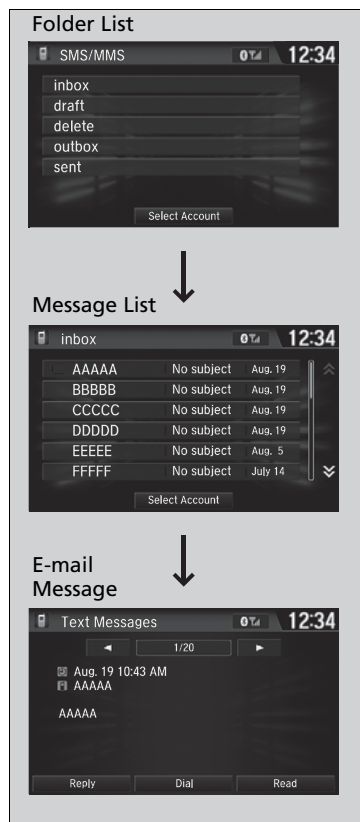 Folder List
SMS/MMS 12:34
inbox
draft
delete
outbox
sent
Select Account
Message List
inbox 12:34
AAAAA No subject Aug. 19
BBBBB No subject Aug. 19
CCCCC No subject Aug. 19
DDDDD No subject Aug. 19
EEEEE No subject Aug. 5
FFFFF No subject July 14
Select Account
E-mail
Message
Text Messages 12:34
1/20
Aug. 19 10:43 AM
AAAAA
AAAAA
Reply Dial Read